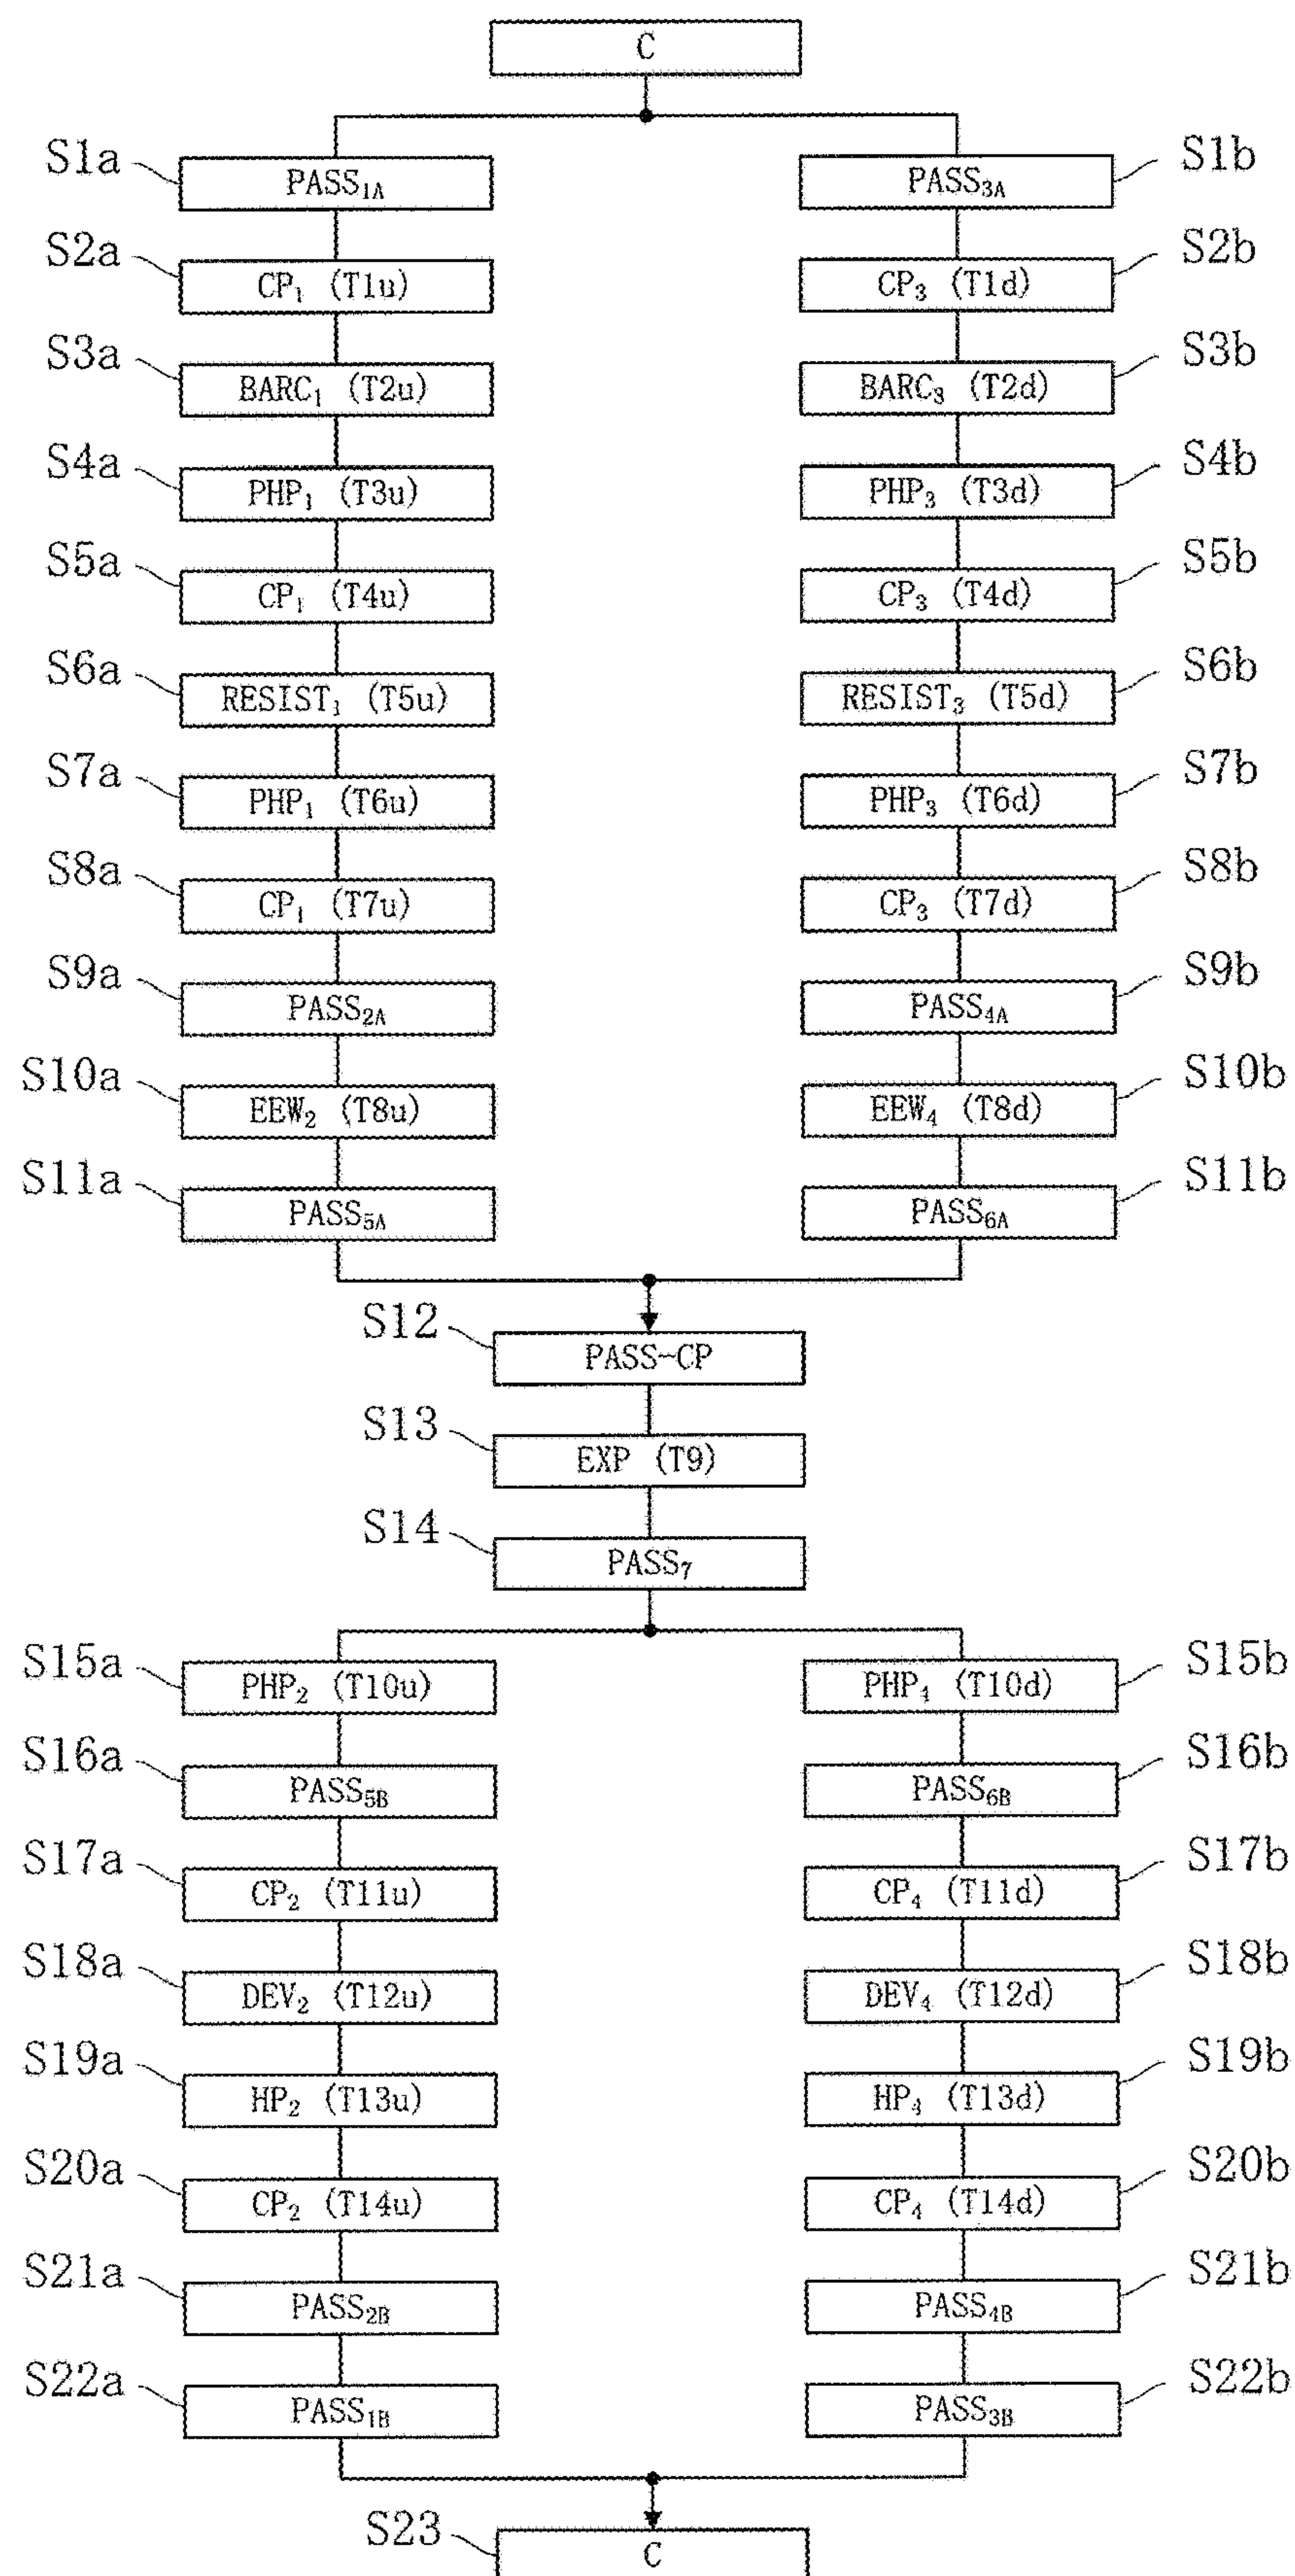 C
S1a PASS1A PASS3A S1b
S2a CP1 (T1u) CP3 (T1d) S2b
S3a BARC1 (T2u) BARC3 (T2d) S3b
S4a PHP1 (T3u) PHP3 (T3d) S4b
S5a CP1 (T4u) CP3 (T4d) S5b
S6a RESIST1 (T5u) RESIST3 (T5d) S6b
S7a PHP1 (T6u) PHP3 (T6d) S7b
S8a CP1 (T7u) CP3 (T7d) S8b
S9a PASS2A PASS4A S9b
S10a EEW2 (T8u) EEW4 (T8d) S10b
S11a PASS5A PASS6A S11b
S12 PASS-CP
S13 EXP (T9)
S14 PASS7
S15a PHP2 (T10u) PHP4 (T10d) S15b
S16a PASS5B PASS6B S16b
S17a CP2 (T11u) CP4 (T11d) S17b
S18a DEV2 (T12u) DEV4 (T12d) S18b
S19a HP2 (T13u) HP4 (T13d) S19b
S20a CP2 (T14u) CP4 (T14d) S20b
S21a PASS2B PASS4B S21b
S22a PASS1B PASS3B S22b
S23 C